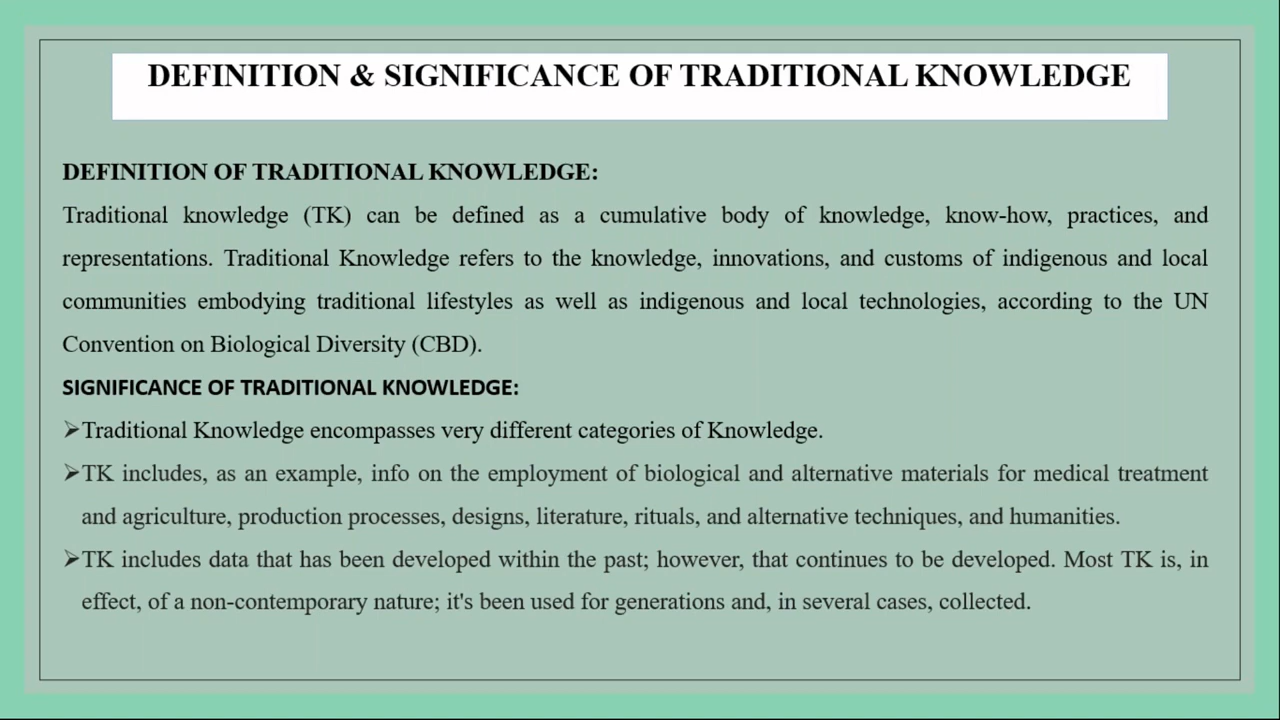 DEFINITION & SIGNIFICANCE OF TRADITIONAL KNOWLEDGE
DEFINITION OF TRADITIONAL KNOWLEDGE:
Traditional knowledge (TK) can be defined as a cumulative body of knowledge, know-how, practices, and
representations. Traditional Knowledge refers to the knowledge, innovations, and customs of indigenous and local
communities embodying traditional lifestyles as well as indigenous and local technologies, according to the UN
Convention on Biological Diversity (CBD).
SIGNIFICANCE OF TRADITIONAL KNOWLEDGE:
➢Traditional Knowledge encompasses very different categories of Knowledge.
➢TK includes, as an example, info on the employment of biological and alternative materials for medical treatment
and agriculture, production processes, designs, literature, rituals, and alternative techniques, and humanities.
➢TK includes data that has been developed within the past; however, that continues to be developed. Most TK is, in
effect, of a non-contemporary nature; it's been used for generations and, in several cases, collected.